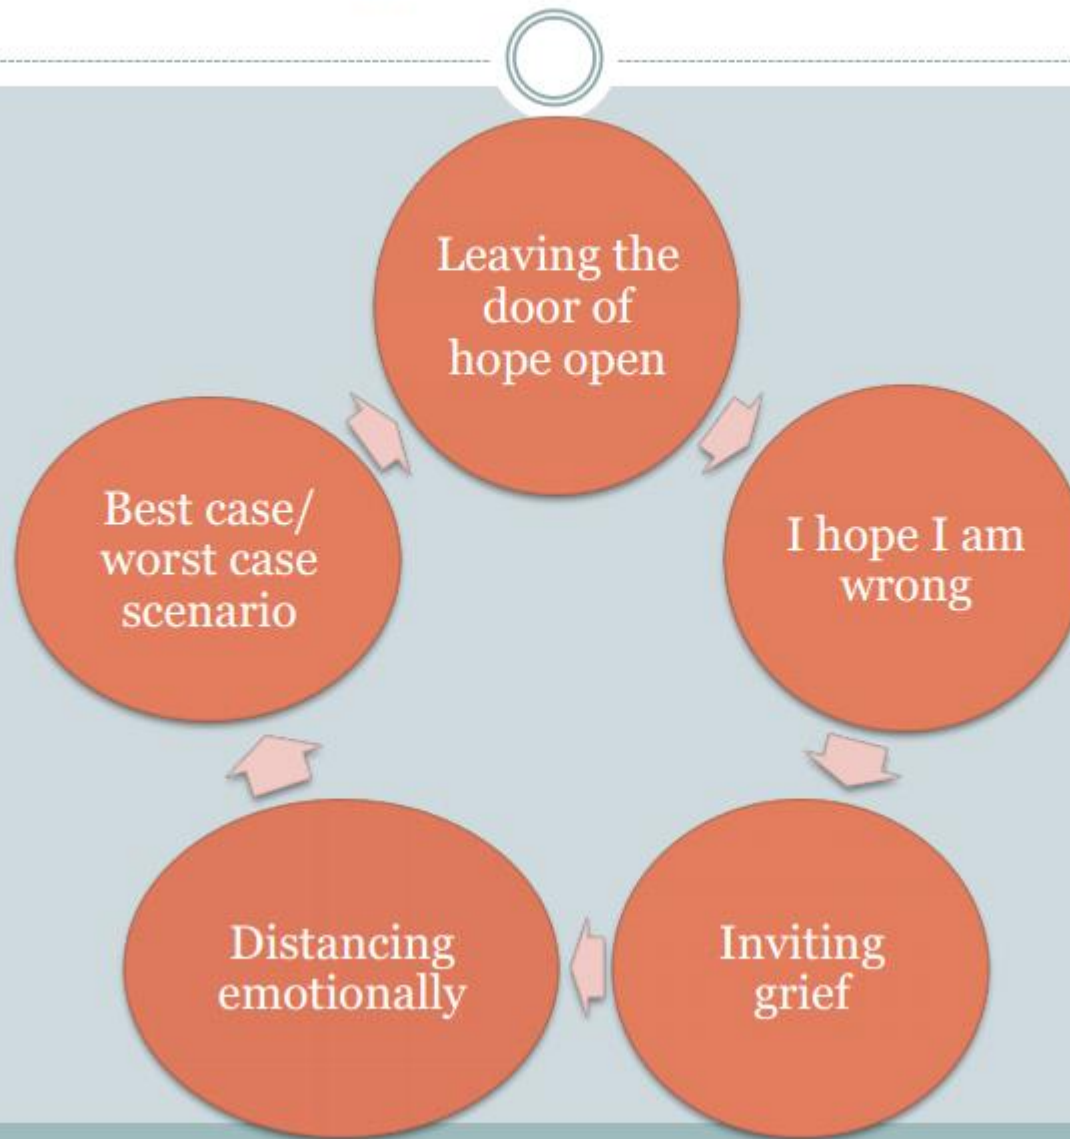 Leaving the
door of
hope open
I hope I am
wrong
Inviting
grief
Distancing
emotionally
Best case/
worst case
scenario